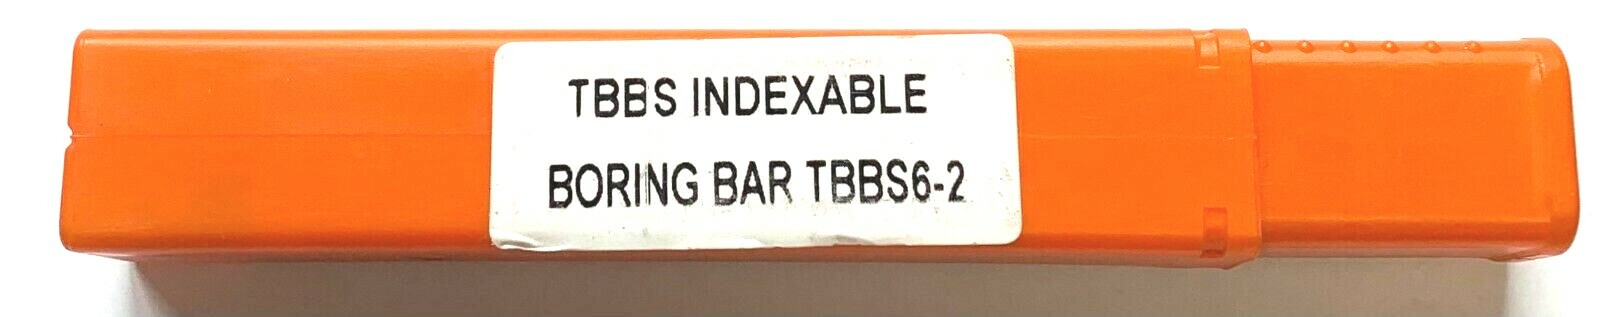 TBBS INDEXABLE
BORING BAR TBBS6-2